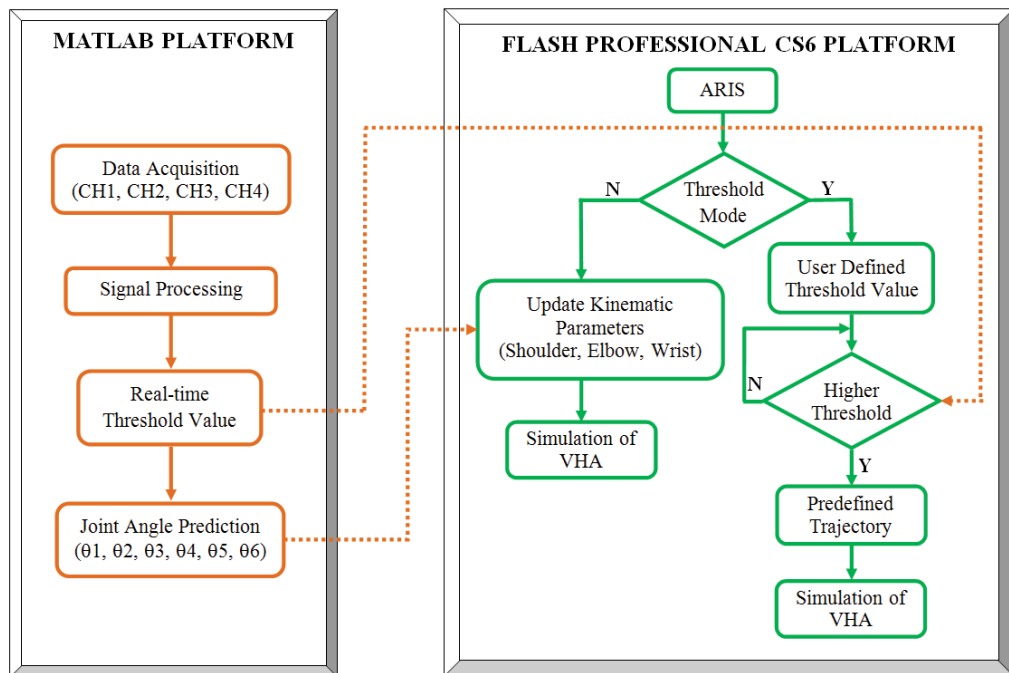 MATLAB PLATFORM
Data Acquisition
(CH1, CH2, CH3, CH4)
Signal Processing
Real-time
Threshold Value
Joint Angle Prediction
(θ1, θ2, θ3, θ4, θ5, θ6)
FLASH PROFESSIONAL CS6 PLATFORM
ARIS
Threshold
Mode
N
Y
Update Kinematic
Parameters
(Shoulder, Elbow, Wrist)
Simulation of
VHA
User Defined
Threshold Value
Higher
Threshold
N
Y
Predefined
Trajectory
Simulation of
VHA